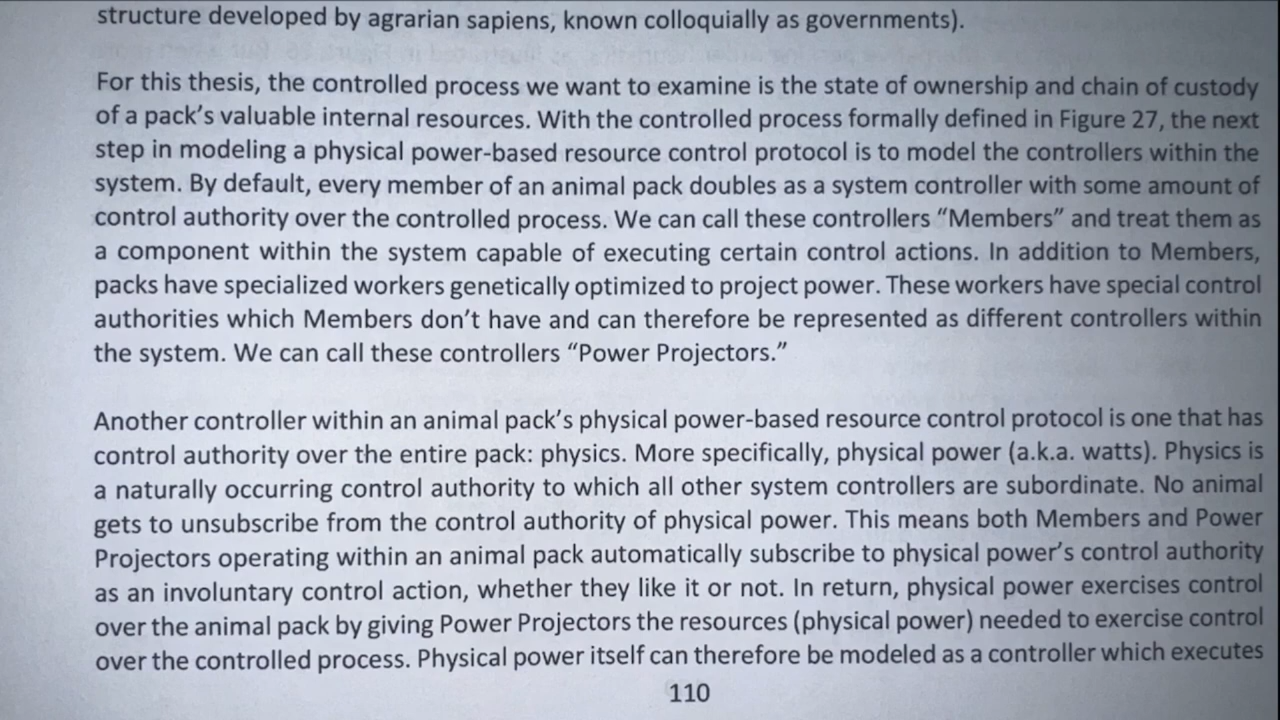 structure developed by agrarian sapiens, known colloquially as governments).
For this thesis, the controlled process we want to examine is the state of ownership and chain of custody
of a pack's valuable internal resources. With the controlled process formally defined in Figure 27, the next
step in modeling a physical power-based resource control protocol is to model the controllers within the
system. By default, every member of an animal pack doubles as a system controller with some amount of
control authority over the controlled process. We can call these controllers “Members” and treat them as
a component within the system capable of executing certain control actions. In addition to Members,
packs have specialized workers genetically optimized to project power. These workers have special control
authorities which Members don't have and can therefore be represented as different controllers within
the system. We can call these controllers “Power Projectors.”
Another controller within an animal pack's physical power-based resource control protocol is one that has
control authority over the entire pack: physics. More specifically, physical power (a.k.a. watts). Physics is
a naturally occurring control authority to which all other system controllers are subordinate. No animal
gets to unsubscribe from the control authority of physical power. This means both Members and Power
Projectors operating within an animal pack automatically subscribe to physical power's control authority
as an involuntary control action, whether they like it or not. In return, physical power exercises control
over the animal pack by giving Power Projectors the resources (physical power) needed to exercise control
over the controlled process. Physical power itself can therefore be modeled as a controller which executes
110